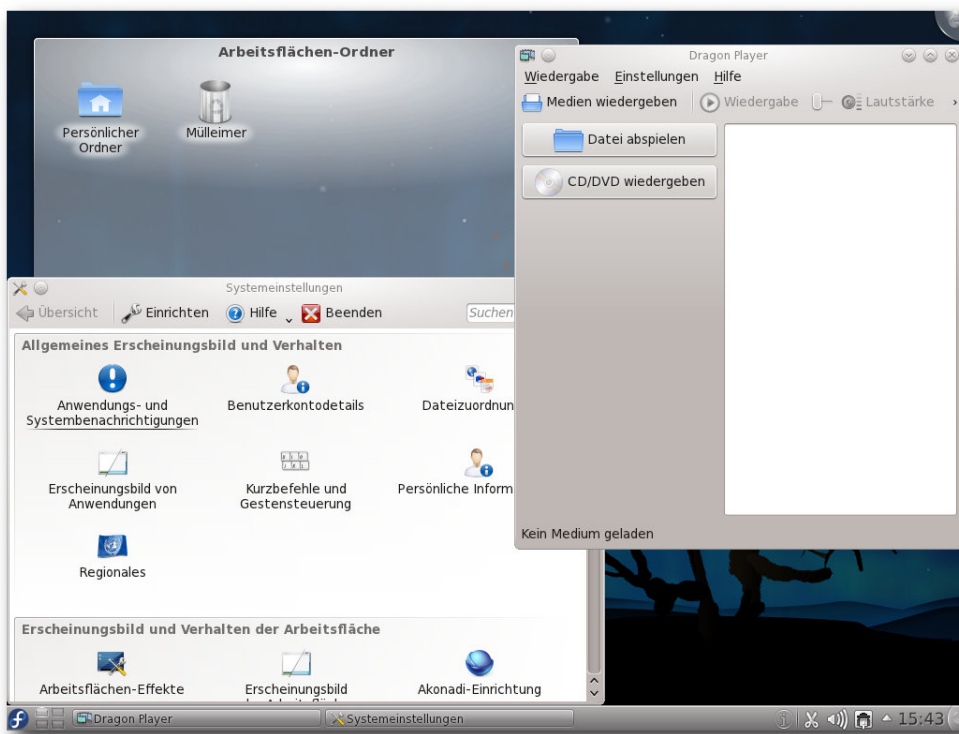 Arbeitsflächen-Ordner
Persönlicher
Ordner
Mülleimer
Dragon Player
Wiedergabe Einstellungen Hilfe
Medien wiedergeben Wiedergabe Lautstärke
Datei abspielen
CD/DVD wiedergeben
Kein Medium geladen
Systemeinstellungen
Übersicht Einrichten Hilfe Beenden Suchen
Allgemeines Erscheinungsbild und Verhalten
Anwendungs- und
Systembenachrichtigungen
Benutzerkontodetails
Dateizuordnun
Erscheinungsbild von
Anwendungen
Kurzbefehle und
Gestensteuerung
Persönliche Inform
Regionales
Erscheinungsbild und Verhalten der Arbeitsfläche
Arbeitsflächen-Effekte
Erscheinungsbild
Akonadi-Einrichtung
Dragon Player Systemeinstellungen 15:43